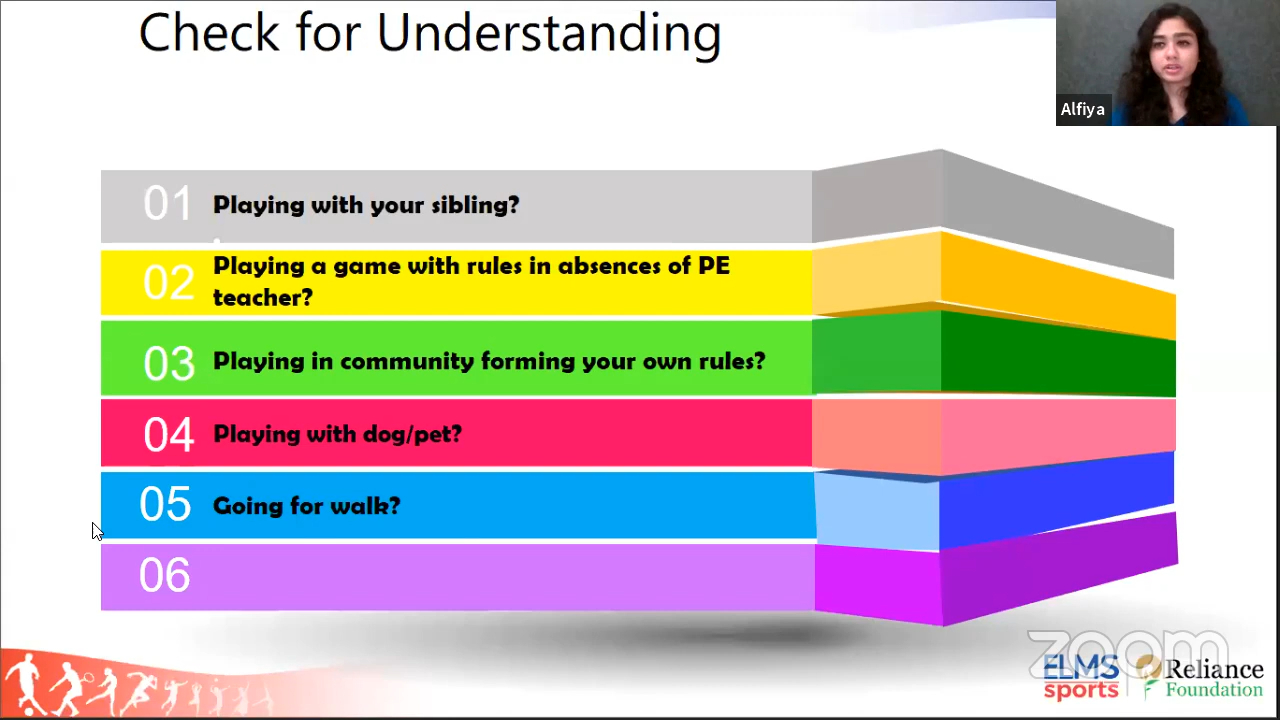 Check for Understanding
Alfiya
01 Playing with your sibling?
02 Playing a game with rules in absences of PE
teacher?
03 Playing in community forming your own rules?
04 Playing with dog/pet?
05 Going for walk?
06
zoom
ELMS
sports
Reliance
Foundation